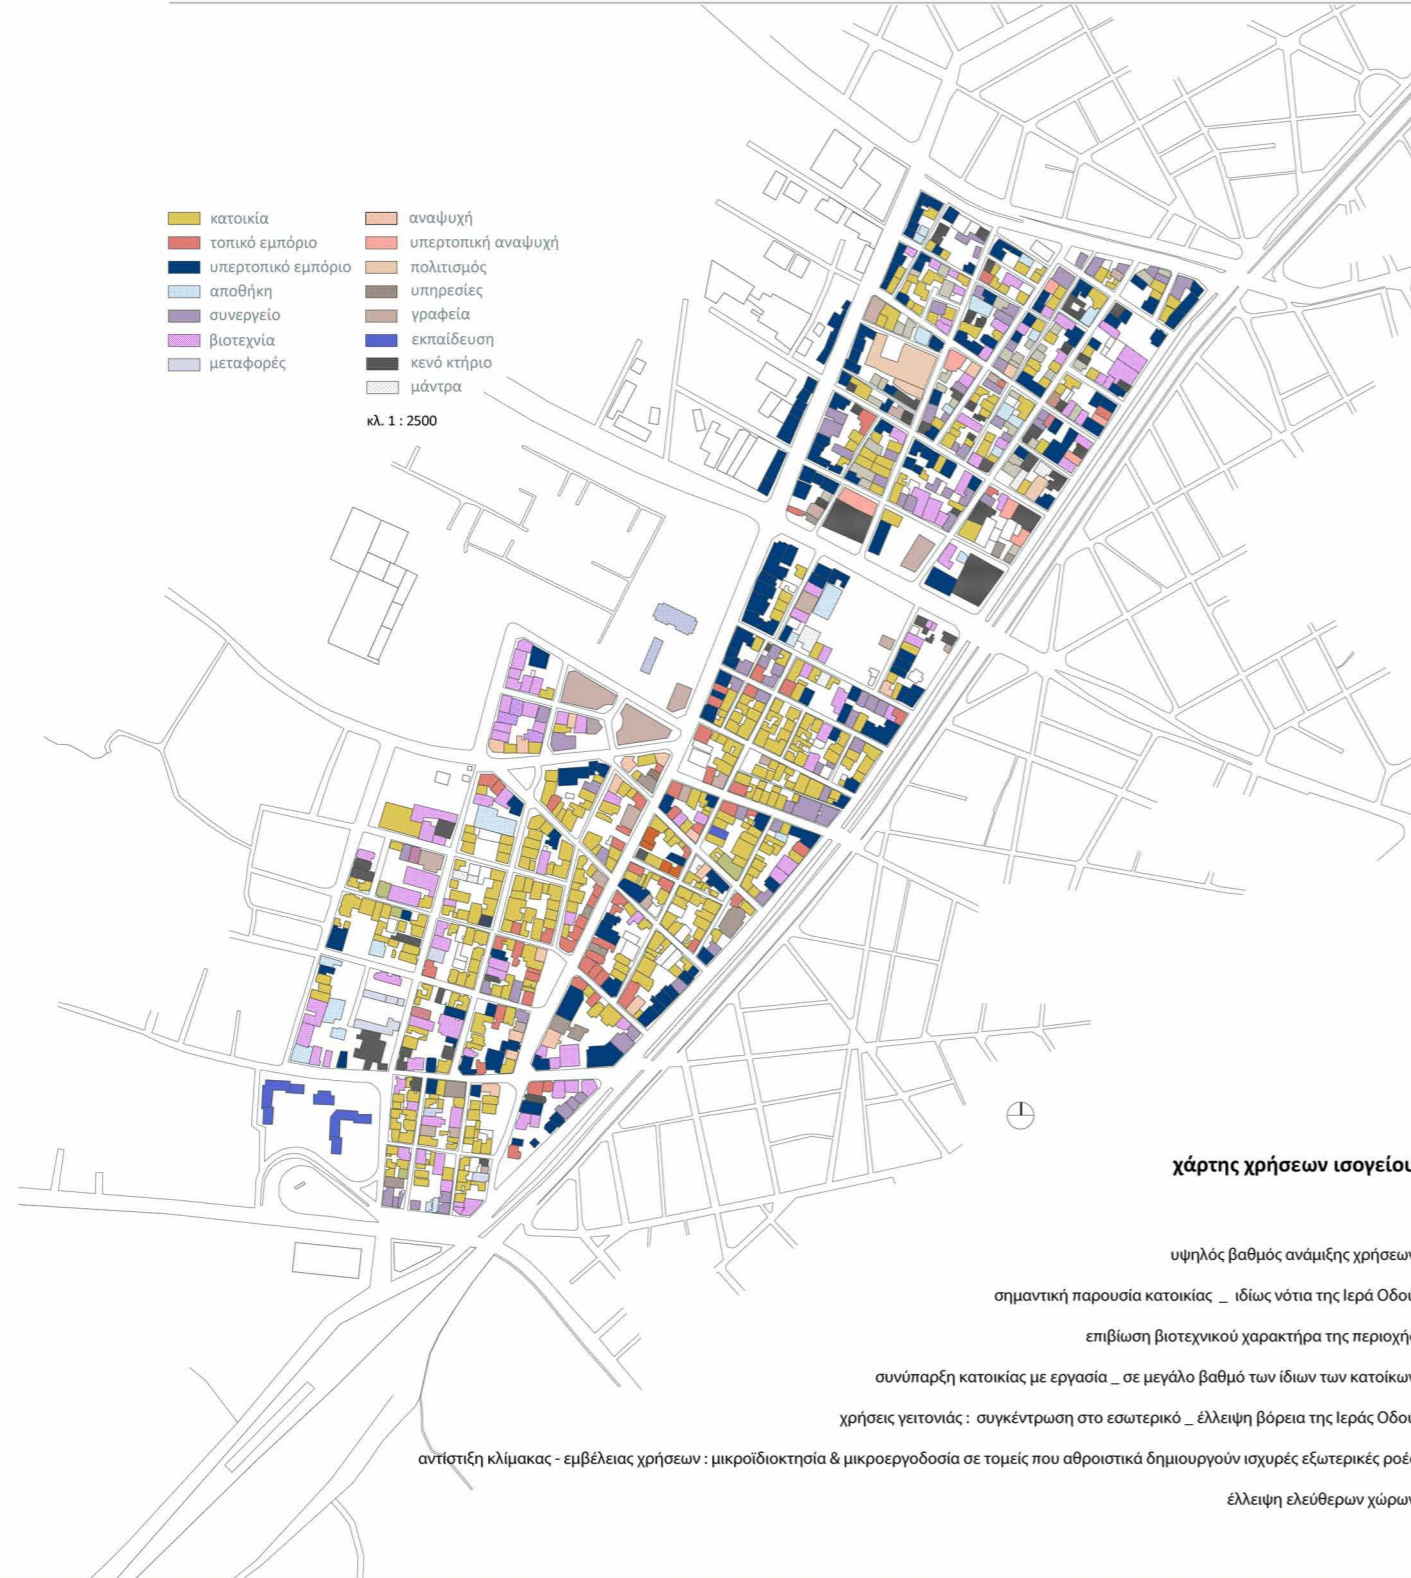 κατοικία
τοπικό εμπόριο
υπερτοπικό εμπόριο
αποθήκη
συνεργείο
βιοτεχνία
μεταφορές
αναψυχή
υπερτοπική αναψυχή
πολιτισμός
υπηρεσίες
γραφεία
εκπαίδευση
κενό κτήριο
μάντρα
κλ. 1 : 2500
χάρτης χρήσεων ισογείου
υψηλός βαθμός ανάμιξης χρήσεων
σημαντική παρουσία κατοικίας _ ιδίως νότια της Ιερά Οδού
επιβίωση βιοτεχνικού χαρακτήρα της περιοχής
συνύπαρξη κατοικίας με εργασία _ σε μεγάλο βαθμό των ίδιων των κατοίκων
χρήσεις γειτονιάς : συγκέντρωση στο εσωτερικό _ έλλειψη βόρεια της Ιεράς Οδού
αντίστιξη κλίμακας - εμβέλειας χρήσεων : μικροϊδιοκτησία & μικροεργοδοσία σε τομείς που αθροιστικά δημιουργούν ισχυρές εξωτερικές ροές
έλλειψη ελεύθερων χώρων